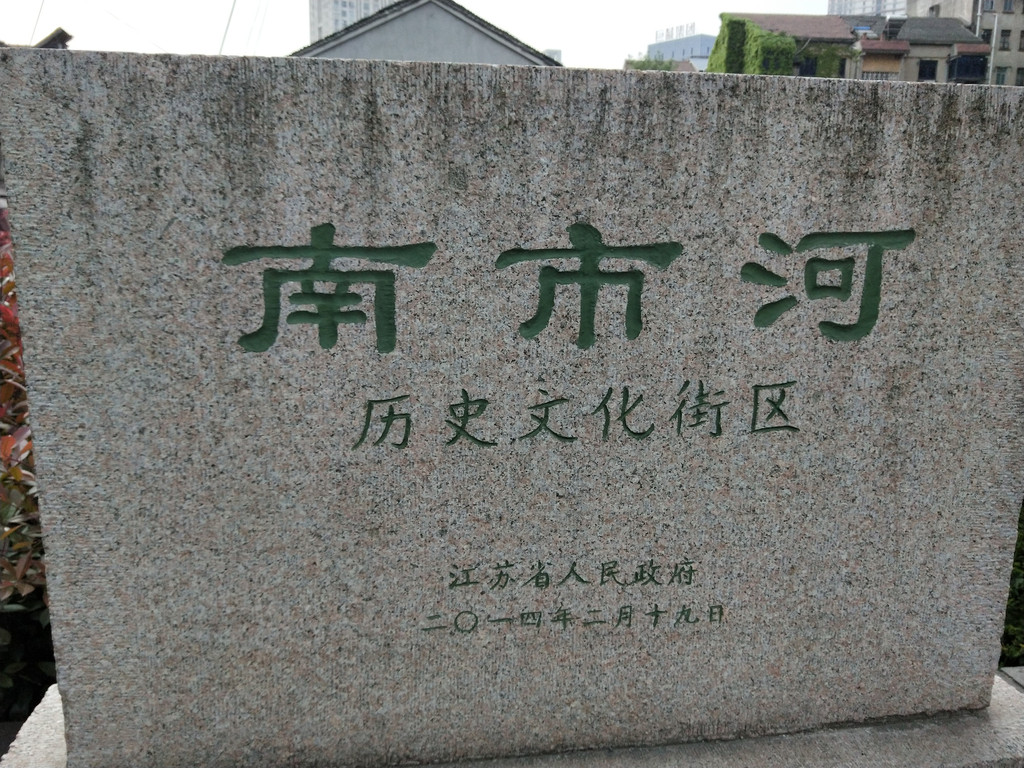 南市河
历史文化街区
江苏省人民政府
二〇一四年二月十九日